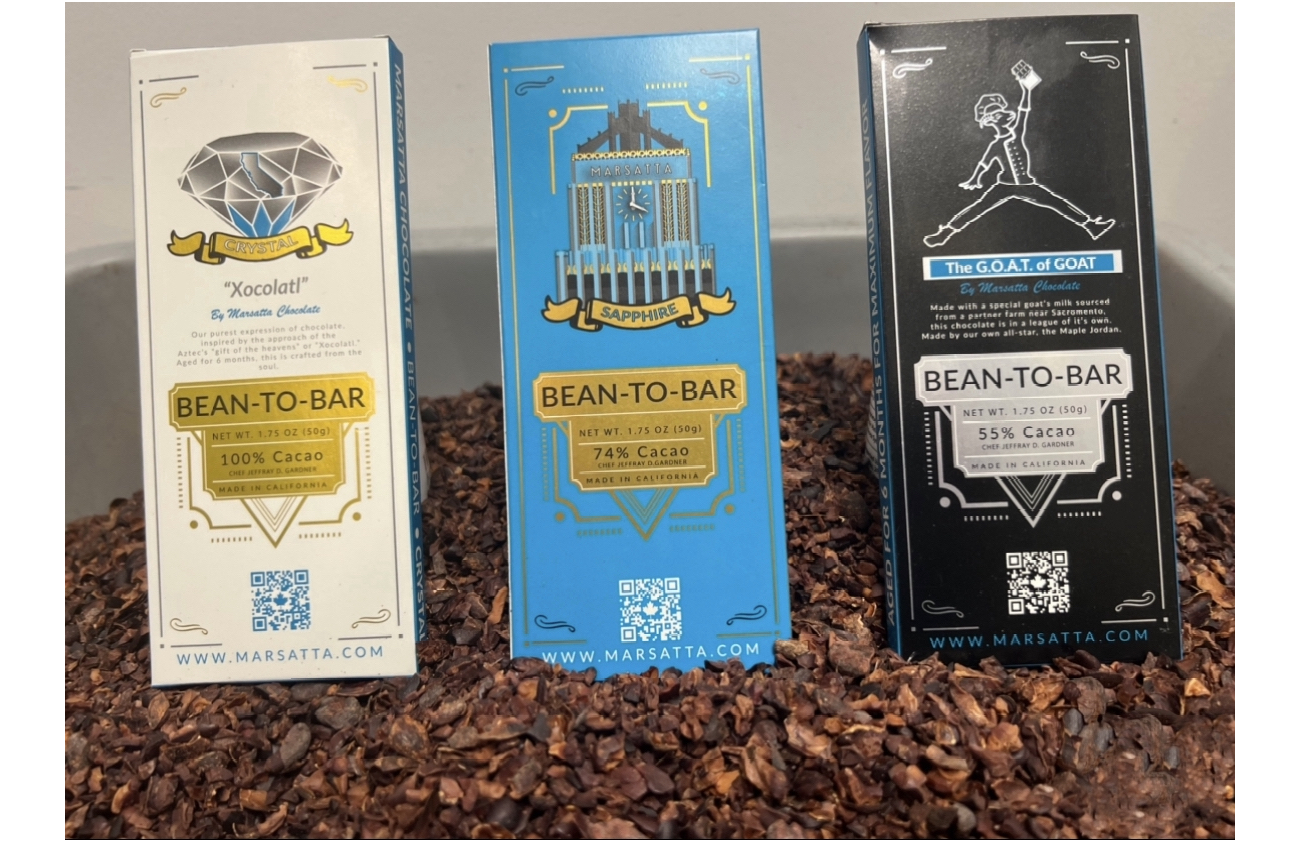 CRYSTAL
"Xocolatl"
By Marsatta Chocolate
Our purest expression of chocolate,
inspired by the approach of the
Aztec's "gift of the heavens" or "Xocolatl."
Aged for 6 months, this is crafted from the
soul.
BEAN-TO-BAR
NET WT. 1.75 OZ (50g)
100% Cacao
CHEF JEFFRAY D. GARDNER
MADE IN CALIFORNIA
WWW.MARSATTA.COM
MARSATTA CHOCOLATE • BEAN-TO-BAR • CRYSTAL
MARSATTA
SAPPHIRE
BEAN-TO-BAR
NET WT. 1.75 OZ (50g)
74% Cacao
CHEF JEFFRAY D. GARDNER
MADE IN CALIFORNIA
WWW.MARSATTA.COM
AGED FOR 6 MONTHS FOR MAXIMUM FLAVOR
The G.O.A.T. of GOAT
By Marsatta Chocolate
Made with a special goat's milk sourced
from a partner farm near Sacromento,
this chocolate is in a league of it's own.
Made by our own all-star, the Maple Jordan.
BEAN-TO-BAR
NET WT. 1.75 OZ (50g)
55% Cacao
CHEF JEFFRAY D. GARDNER
MADE IN CALIFORNIA
WWW.MARSATTA.COM